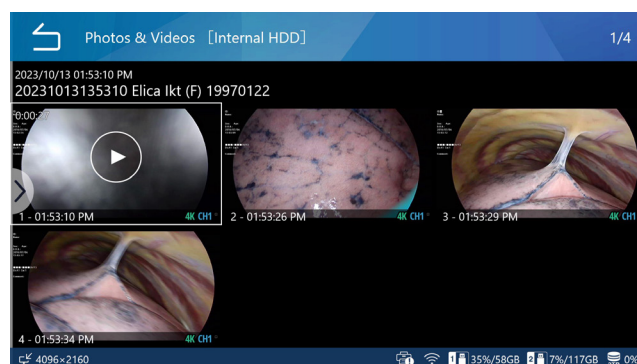 Photos & Videos [Internal HDD] 1/4
2023/10/13 01:53:10 PM
20231013135310 Elica Ikt (F) 19970122
1 - 01:53:10 PM 4K CH1
2 - 01:53:26 PM 4K CH1
3 - 01:53:29 PM 4K CH1
4 - 01:53:34 PM 4K CH1
4096×2160 1 35%/58GB 2 7%/117GB 0%